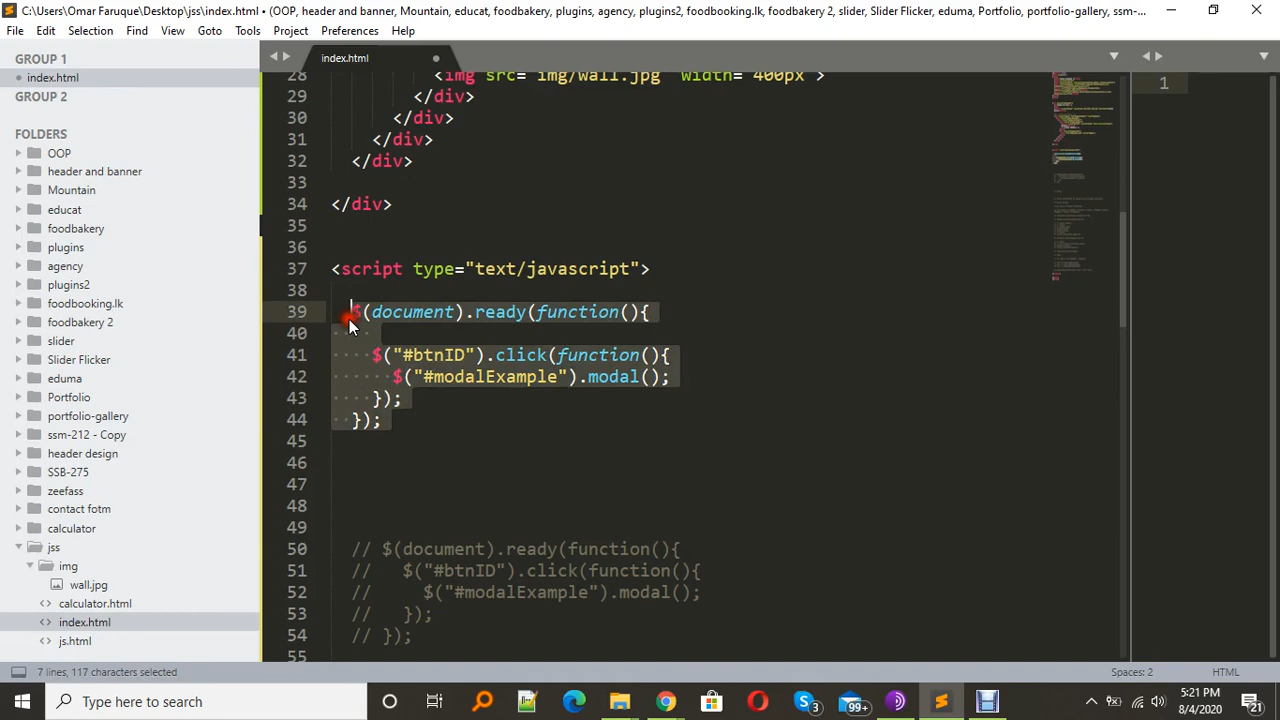 C:\Users\Omar Faruque\Desktop\jss\index.html • (OOP, header and banner, Mountain, educat, foodbakery, plugins, agency, plugins2, foodbooking.lk, foodbakery 2, slider, Slider Flicker, eduma, Portfolio, portfolio-gallery, ssm-...
File Edit Selection Find View Goto Tools Project Preferences Help
GROUP 1
index.html
GROUP 2
FOLDERS
OOP
header and banner
Mountain
educat
foodbakery
plugins
agency
plugins2
foodbooking.lk
foodbakery 2
slider
Slider Flicker
eduma
Portfolio
portfolio-gallery
ssm-212 - Copy
header design
SSB-275
zeefass
contact fotm
calculator
jss
img
wall.jpg
calculator.html
index.html
js.html
index.html
28 <img src="img/wall.jpg" width="400px">
29 </div>
30 </div>
31 </div>
32 </div>
33
34 </div>
35
36
37 <script type="text/javascript">
38
39 $(document).ready(function(){
40
41 $("#btnID").click(function(){
42 $("#modalExample").modal();
43 });
44 });
45
46
47
48
49
50 // $(document).ready(function(){
51 // $("#btnID").click(function(){
52 // $("#modalExample").modal();
53 // });
54 // });
55
1
7 lines, 117 characters selected
Spaces: 2
HTML
Type here to search
3
99+
5:21 PM
8/4/2020
21